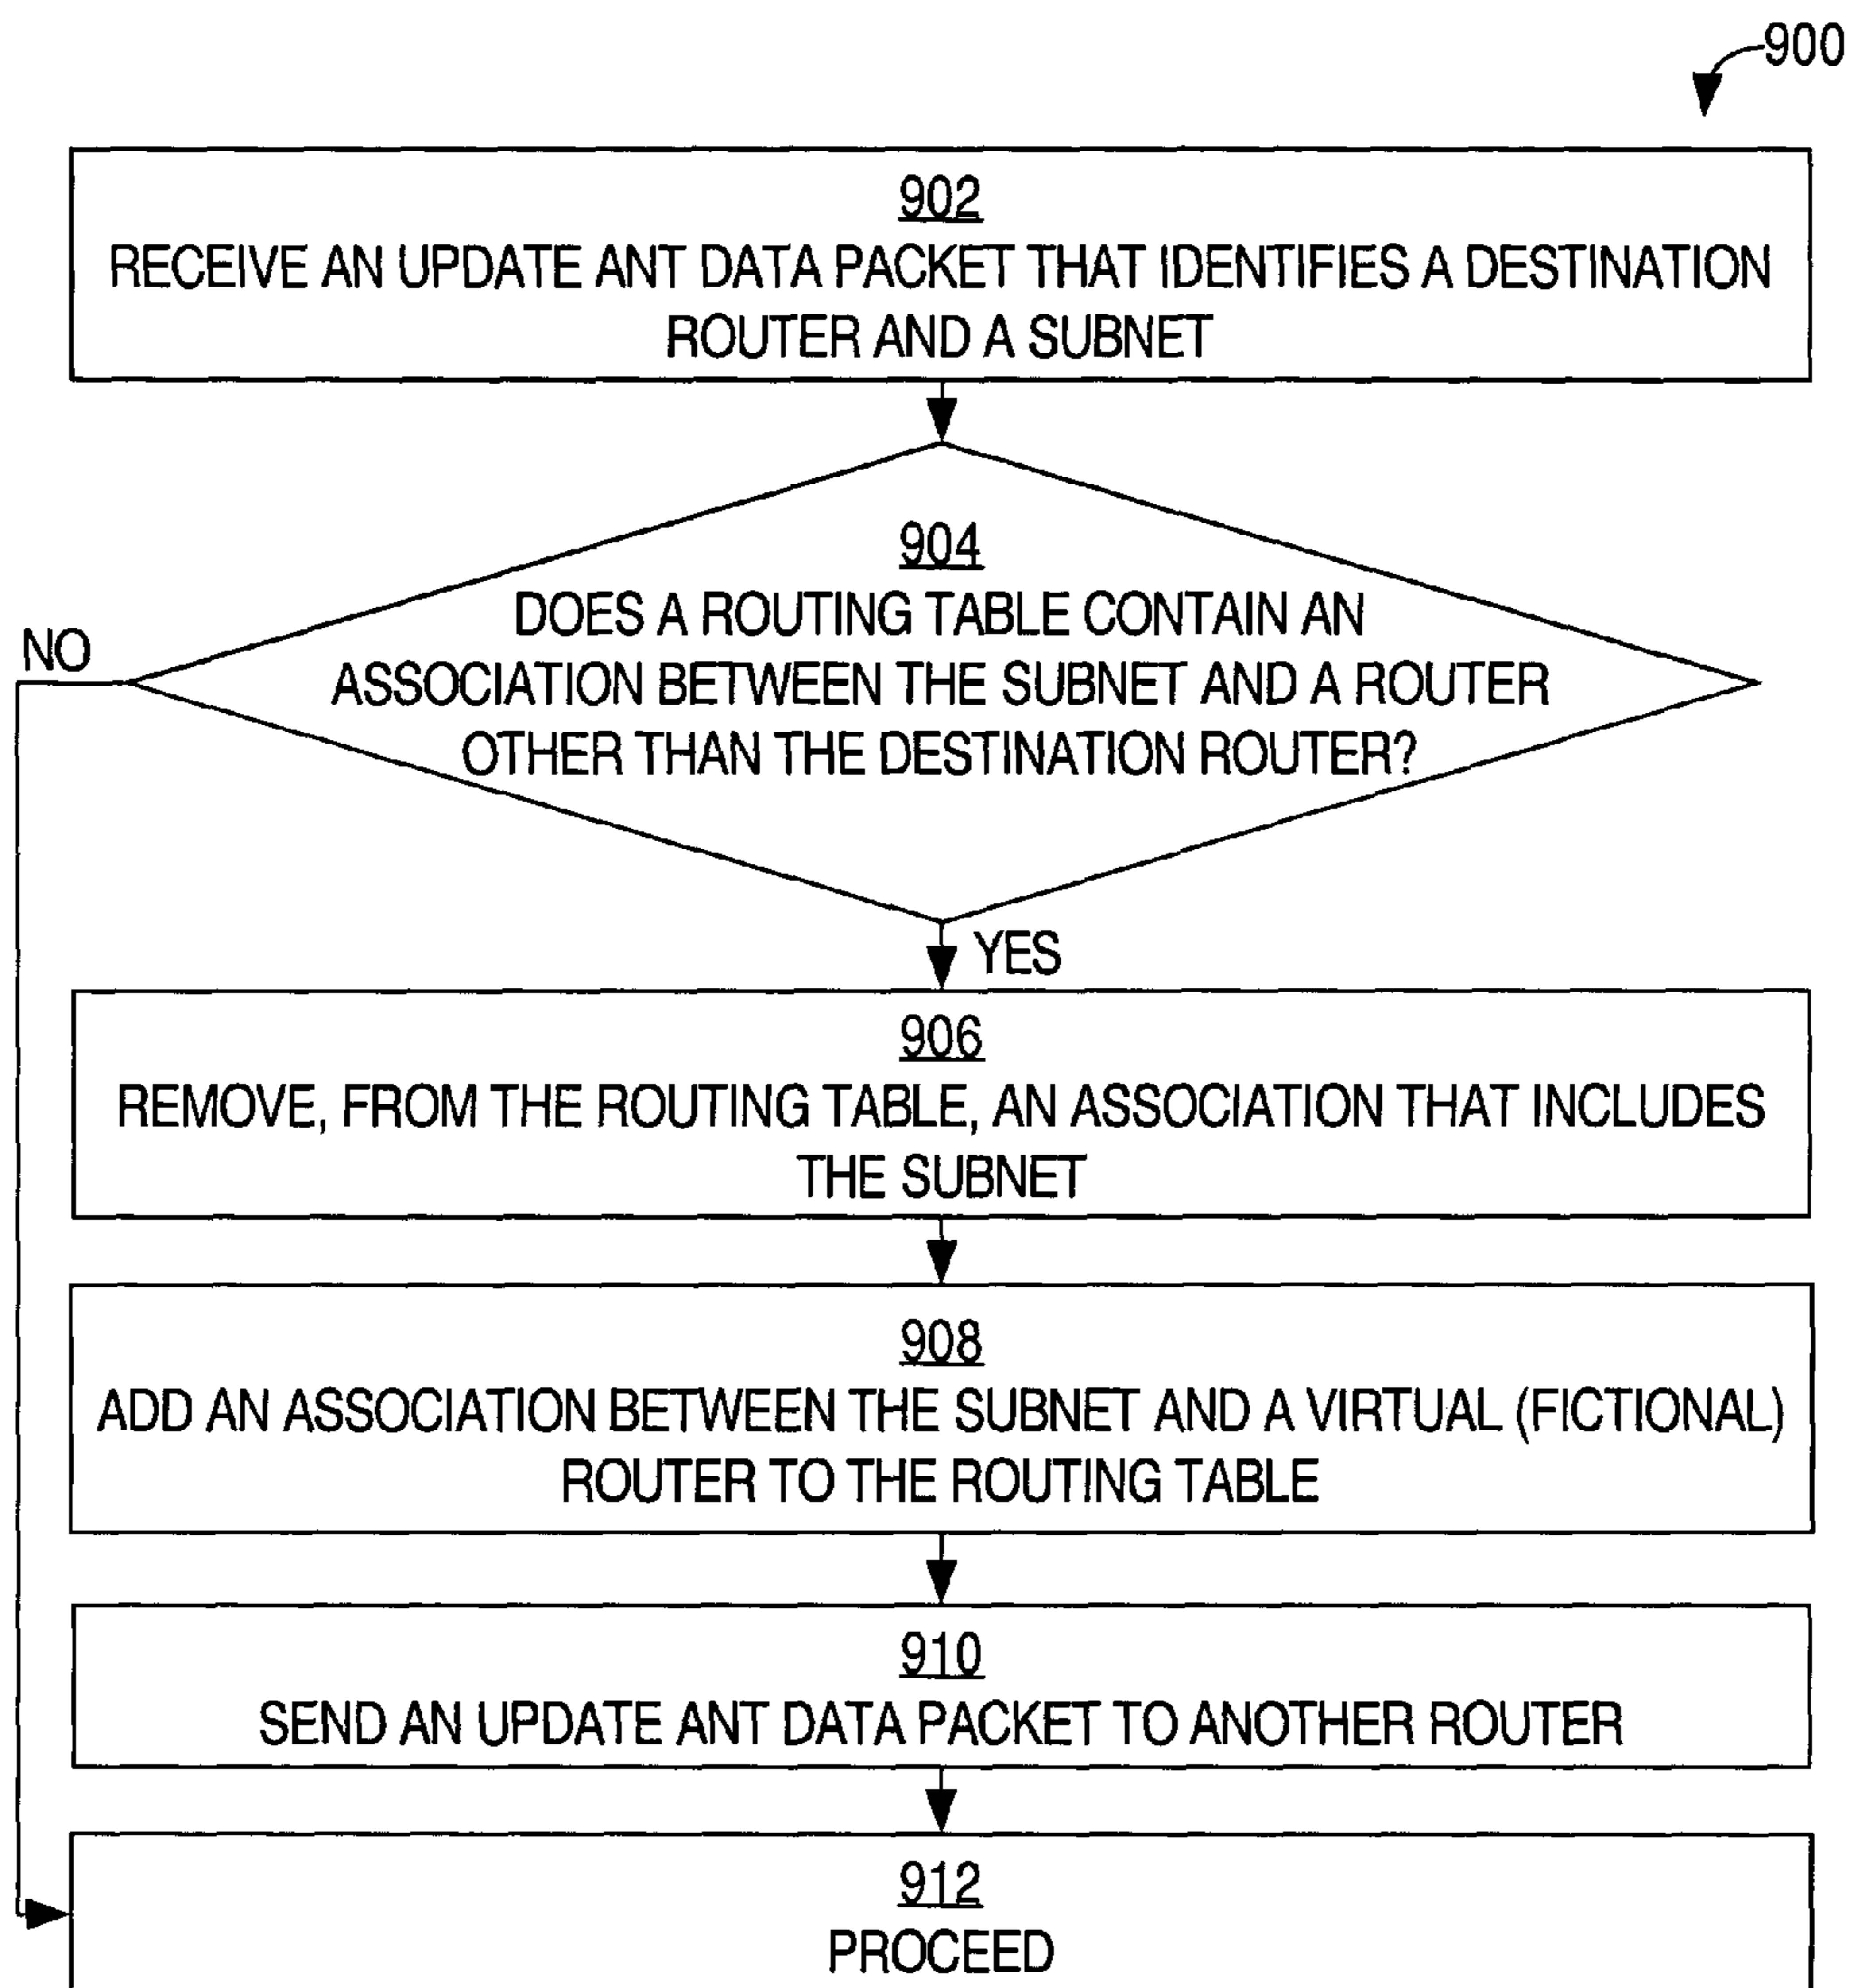 900
902
RECEIVE AN UPDATE ANT DATA PACKET THAT IDENTIFIES A DESTINATION
ROUTER AND A SUBNET
904
DOES A ROUTING TABLE CONTAIN AN
ASSOCIATION BETWEEN THE SUBNET AND A ROUTER
OTHER THAN THE DESTINATION ROUTER?
NO
YES
906
REMOVE, FROM THE ROUTING TABLE, AN ASSOCIATION THAT INCLUDES
THE SUBNET
908
ADD AN ASSOCIATION BETWEEN THE SUBNET AND A VIRTUAL (FICTIONAL)
ROUTER TO THE ROUTING TABLE
910
SEND AN UPDATE ANT DATA PACKET TO ANOTHER ROUTER
912
PROCEED